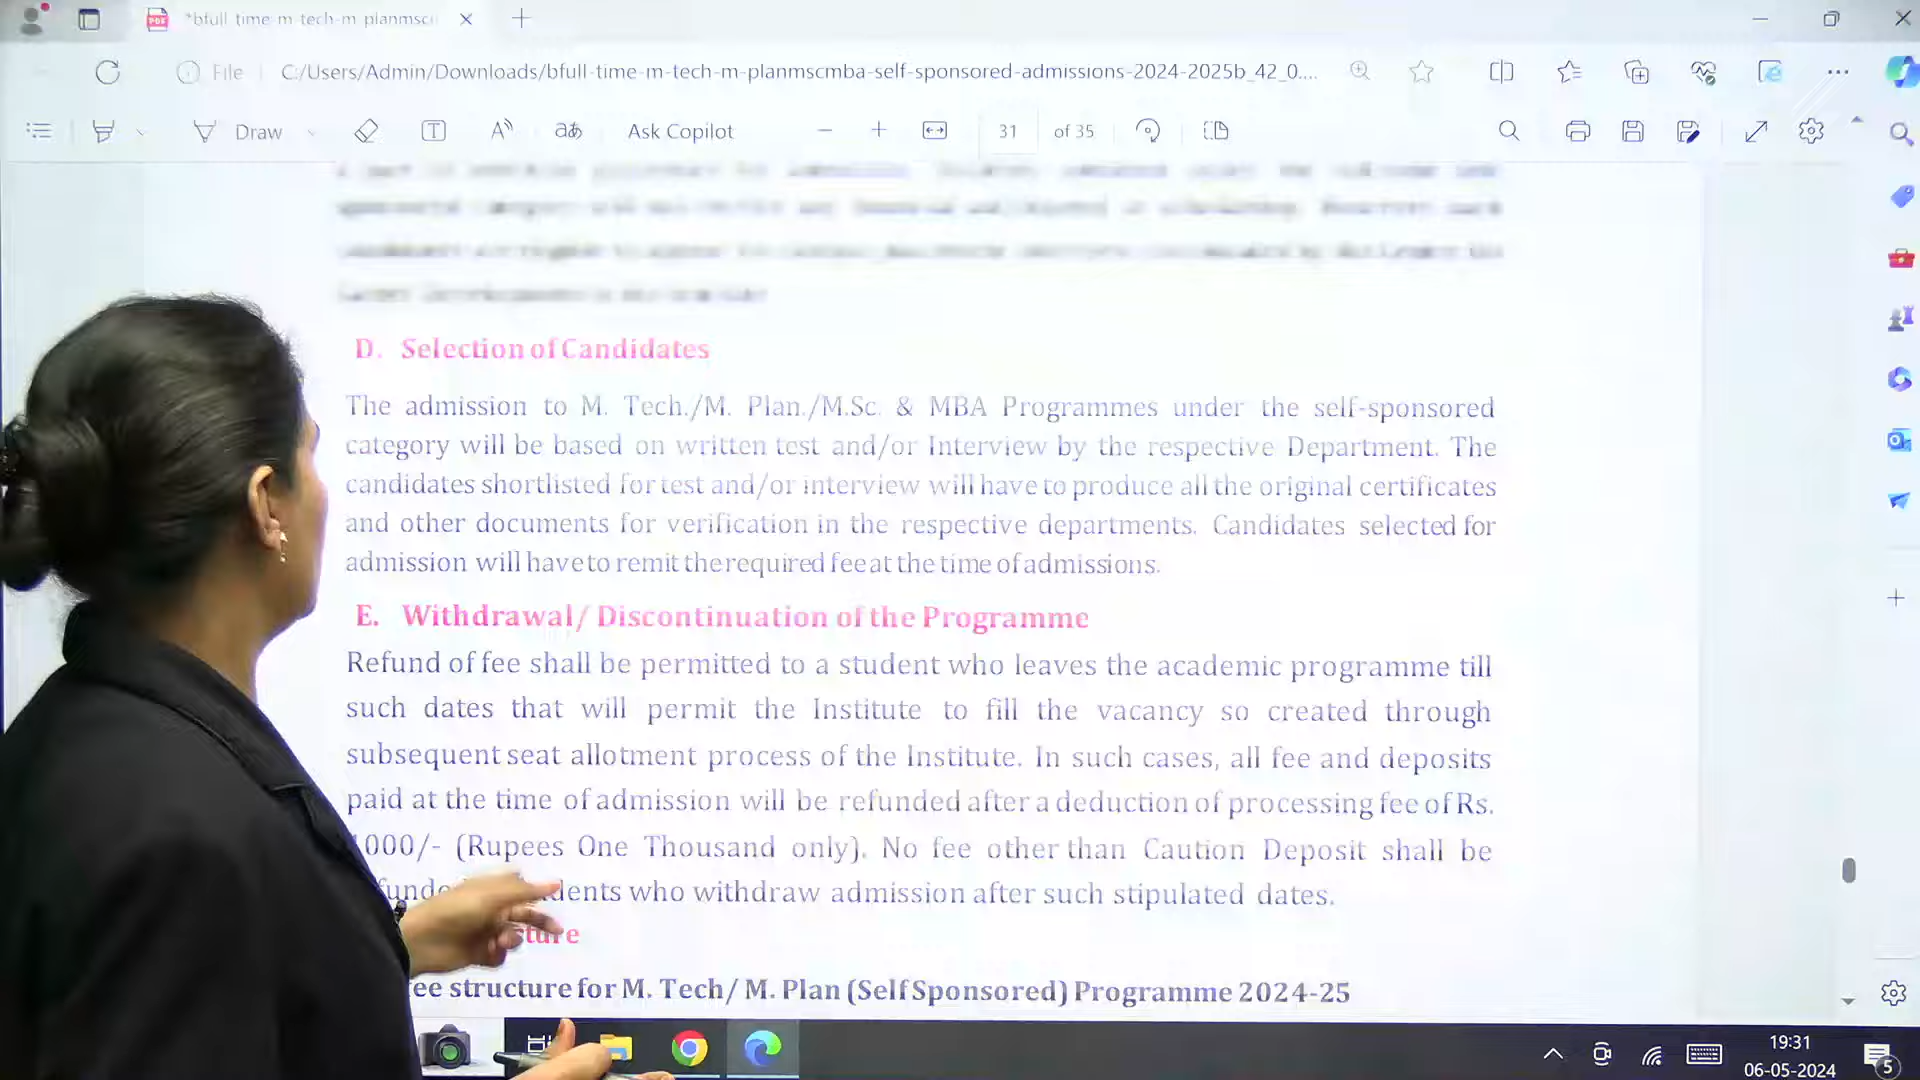 *bfull-time-m-tech-m-planmsc
File
C:/Users/Admin/Downloads/bfull-time-m-tech-m-planmscmba-self-sponsored-admissions-2024-2025b_42_0....
Draw
Ask Copilot
31 of 35
D. Selection of Candidates
The admission to M. Tech./M. Plan./M.Sc. & MBA Programmes under the self-sponsored
category will be based on written test and/or Interview by the respective Department. The
candidates shortlisted for test and/or interview will have to produce all the original certificates
and other documents for verification in the respective departments. Candidates selected for
admission will have to remit the required fee at the time of admissions.
E. Withdrawal/ Discontinuation of the Programme
Refund of fee shall be permitted to a student who leaves the academic programme till
such dates that will permit the Institute to fill the vacancy so created through
subsequent seat allotment process of the Institute. In such cases, all fee and deposits
paid at the time of admission will be refunded after a deduction of processing fee of Rs.
000/- (Rupees One Thousand only). No fee other than Caution Deposit shall be
who withdraw admission after such stipulated dates.
structure for M. Tech/ M. Plan (Self Sponsored) Programme 2024-25
19:31
06-05-2024
5